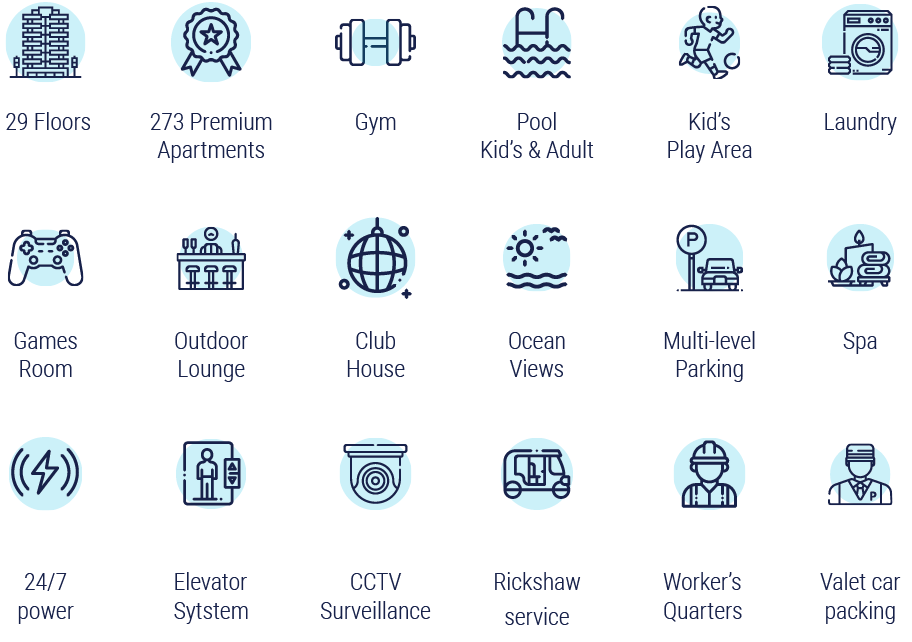 29 Floors
273 Premium
Apartments
Gym
Pool
Kid's & Adult
Kid's
Play Area
Laundry
Games
Room
Outdoor
Lounge
Club
House
Ocean
Views
P
Multi-level
Parking
Spa
24/7
power
Elevator
Sytstem
CCTV
Surveillance
Rickshaw
service
Worker's
Quarters
P
Valet car
packing